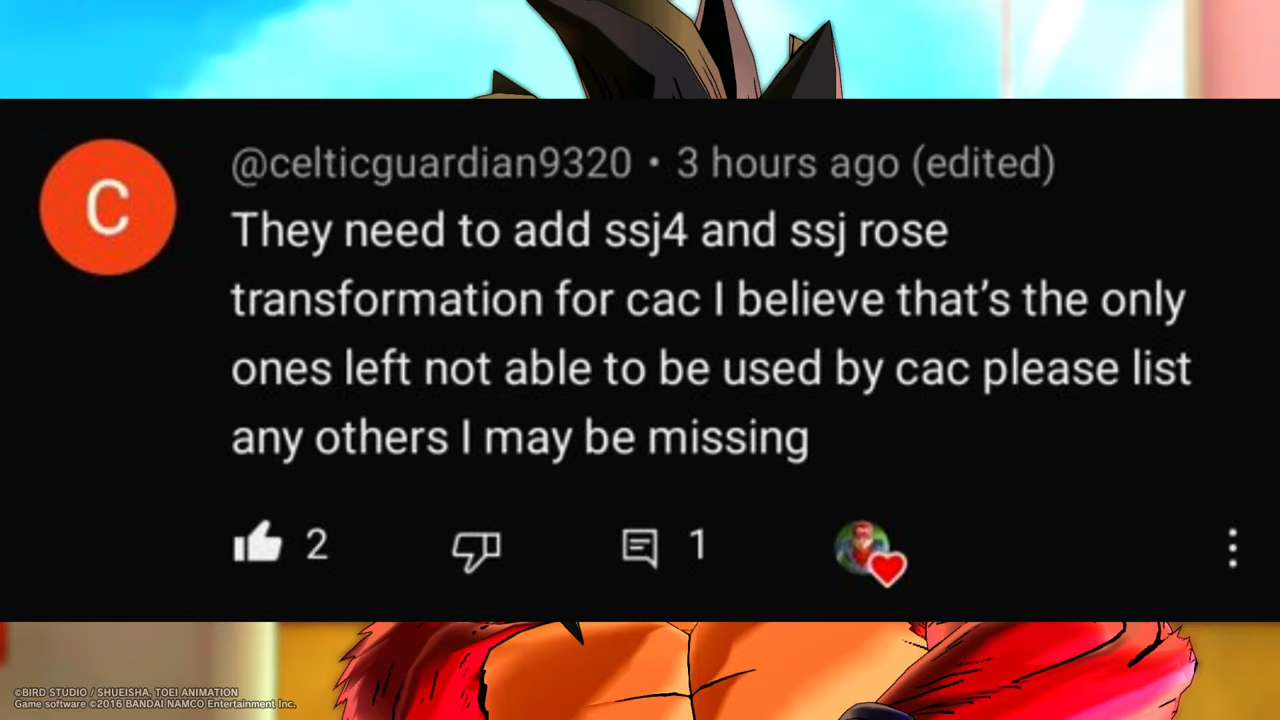 C
@celticguardian9320 • 3 hours ago (edited)
They need to add ssj4 and ssj rose
transformation for cac I believe that's the only
ones left not able to be used by cac please list
any others I may be missing
2
1
©BIRD STUDIO / SHUEISHA, TOEI ANIMATION
Game software ©2016 BANDAI NAMCO Entertainment Inc.